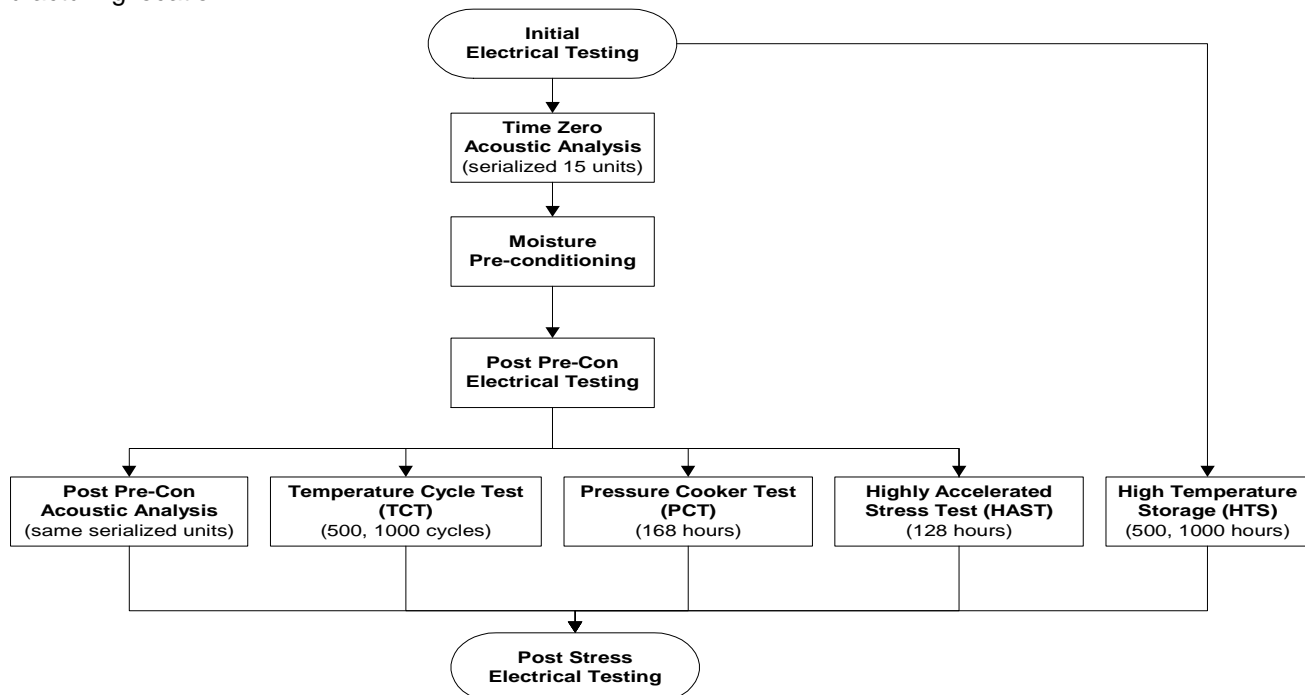 Initial
Electrical Testing
Time Zero
Acoustic Analysis
(serialized 15 units)
Moisture
Pre-conditioning
Post Pre-Con
Electrical Testing
Post Pre-Con
Acoustic Analysis
(same serialized units)
Temperature Cycle Test
(TCT)
(500, 1000 cycles)
Pressure Cooker Test
(PCT)
(168 hours)
Highly Accelerated
Stress Test (HAST)
(128 hours)
High Temperature
Storage (HTS)
(500, 1000 hours)
Post Stress
Electrical Testing